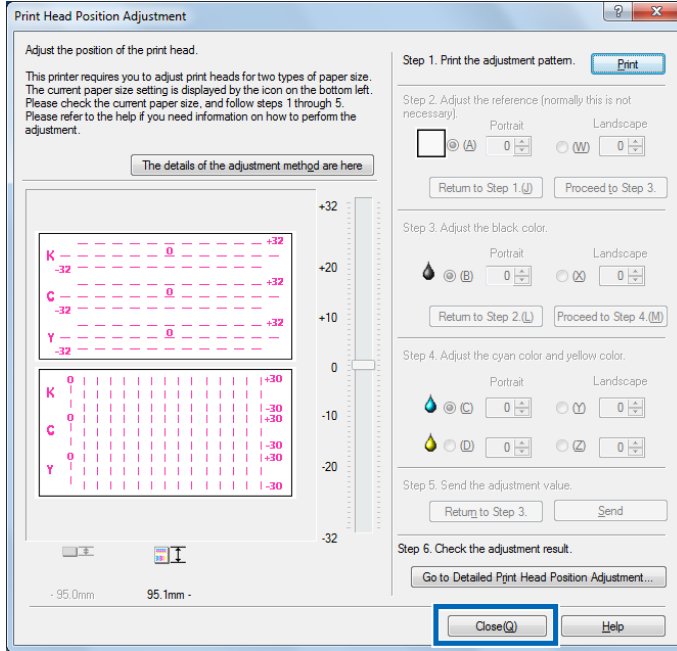 Print Head Position Adjustment
Adjust the position of the print head.
This printer requires you to adjust print heads for two types of paper size.
The current paper size setting is displayed by the icon on the bottom left.
Please check the current paper size, and follow steps 1 through 5.
Please refer to the help if you need information on how to perform the
adjustment.
The details of the adjustment method are here
+32
+20
+10
0
-10
-20
-32
K 0 +32
-32
C 0 +32
-32
Y 0 +32
-32
K 0 +30
-30
C 0 +30
-30
Y 0 +30
-30
- 95.0mm
95.1mm -
Step 1. Print the adjustment pattern.
Print
Step 2. Adjust the reference (normally this is not
necessary).
Portrait Landscape
(A) 0 (W) 0
Return to Step 1.(J) Proceed to Step 3.
Step 3. Adjust the black color.
Portrait Landscape
(B) 0 (X) 0
Return to Step 2.(L) Proceed to Step 4.(M)
Step 4. Adjust the cyan color and yellow color.
Portrait Landscape
(C) 0 (Y) 0
(D) 0 (Z) 0
Step 5. Send the adjustment value.
Return to Step 3. Send
Step 6. Check the adjustment result.
Go to Detailed Print Head Position Adjustment...
Close(Q) Help